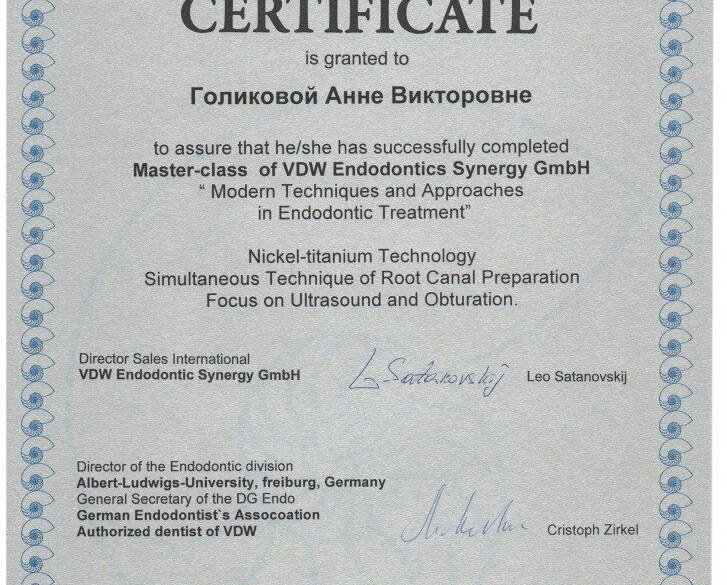 CERTIFICATE
is granted to
Голиковой Анне Викторовне
to assure that he/she has successfully completed
Master-class of VDW Endodontics Synergy GmbH
“ Modern Techniques and Approaches
in Endodontic Treatment”
Nickel-titanium Technology
Simultaneous Technique of Root Canal Preparation
Focus on Ultrasound and Obturation.
Director Sales International
VDW Endodontic Synergy GmbH
L. Satanovskij
Leo Satanovskij
Director of the Endodontic division
Albert-Ludwigs-University, freiburg, Germany
General Secretary of the DG Endo
German Endodontist`s Assocoation
Authorized dentist of VDW
Cristoph Zirkel